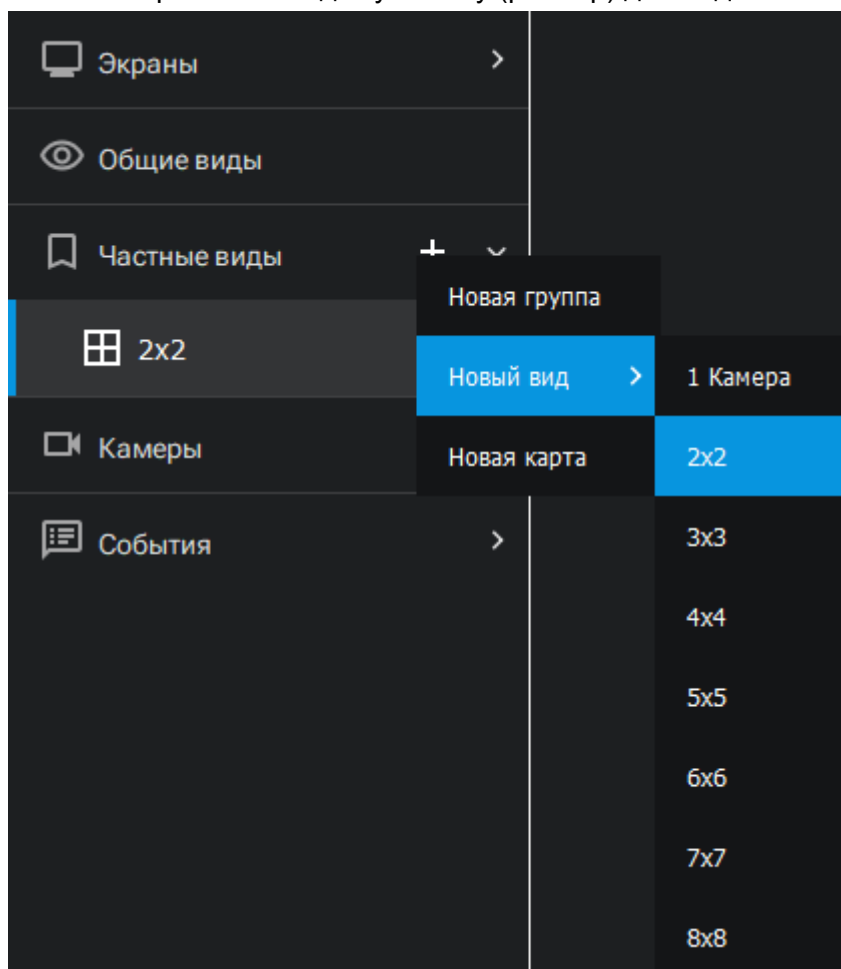 Экраны
Общие виды
Частные виды
2x2
Камеры
События
Новая группа
Новый вид
Новая карта
1 Камера
2x2
3x3
4x4
5x5
6x6
7x7
8x8